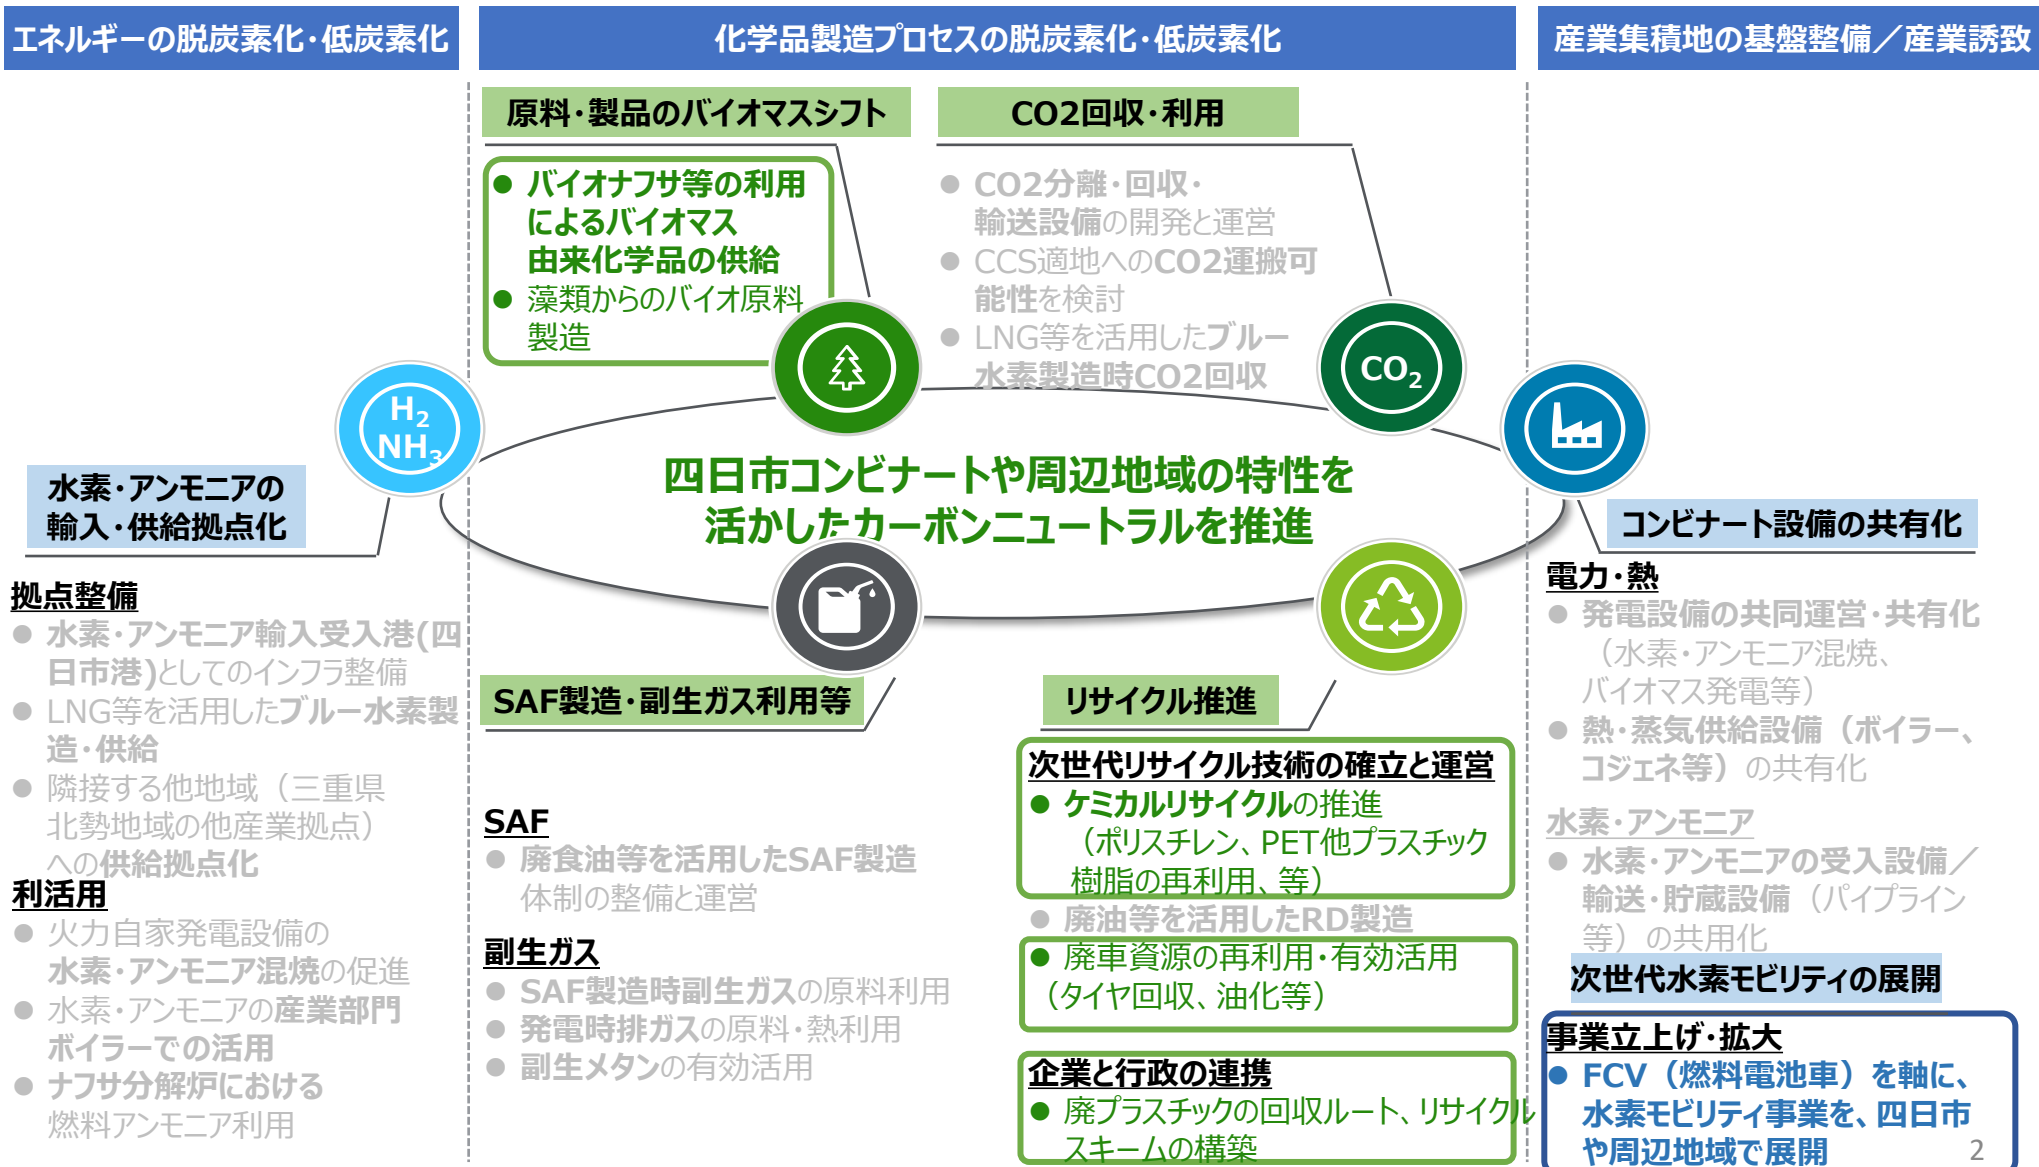 エネルギーの脱炭素化・低炭素化
化学品製造プロセスの脱炭素化・低炭素化
産業集積地の基盤整備／産業誘致
原料・製品のバイオマスシフト
● バイオナフサ等の利用
によるバイオマス
由来化学品の供給
● 藻類からのバイオ原料
製造
CO2回収・利用
● CO2分離・回収・
輸送設備の開発と運営
● CCS適地へのCO2運搬可
能性を検討
● LNG等を活用したブルー
水素製造時CO2回収
H2
NH3
CO2
四日市コンビナートや周辺地域の特性を
活かしたカーボンニュートラルを推進
水素・アンモニアの
輸入・供給拠点化
拠点整備
● 水素・アンモニア輸入受入港(四
日市港)としてのインフラ整備
● LNG等を活用したブルー水素製
造・供給
● 隣接する他地域（三重県
北勢地域の他産業拠点）
への供給拠点化
利活用
● 火力自家発電設備の
水素・アンモニア混焼の促進
● 水素・アンモニアの産業部門
ボイラーでの活用
● ナフサ分解炉における
燃料アンモニア利用
SAF製造・副生ガス利用等
SAF
● 廃食油等を活用したSAF製造
体制の整備と運営
副生ガス
● SAF製造時副生ガスの原料利用
● 発電時排ガスの原料・熱利用
● 副生メタンの有効活用
リサイクル推進
次世代リサイクル技術の確立と運営
● ケミカルリサイクルの推進
（ポリスチレン、PET他プラスチック
樹脂の再利用、等）
● 廃油等を活用したRD製造
● 廃車資源の再利用・有効活用
（タイヤ回収、油化等）
企業と行政の連携
● 廃プラスチックの回収ルート、リサイクル
スキームの構築
コンビナート設備の共有化
電力・熱
● 発電設備の共同運営・共有化
（水素・アンモニア混焼、
バイオマス発電等）
● 熱・蒸気供給設備（ボイラー、
コジェネ等）の共有化
水素・アンモニア
● 水素・アンモニアの受入設備／
輸送・貯蔵設備（パイプライン
等）の共用化
次世代水素モビリティの展開
事業立上げ・拡大
● FCV（燃料電池車）を軸に、
水素モビリティ事業を、四日市
や周辺地域で展開
2